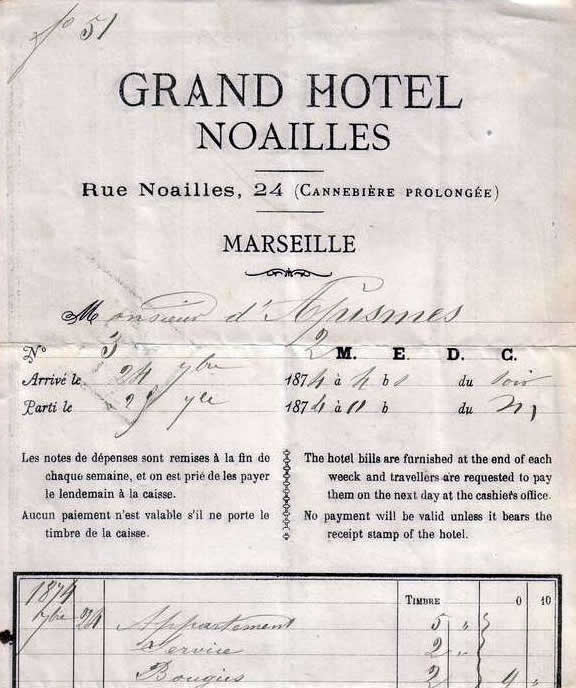 fo 51
GRAND HOTEL
NOAILLES
Rue Noailles, 24 (CANNEBIÈRE PROLONGÉE)
MARSEILLE
Monsieur d'
No 3 2 M. E. D. C.
Arrivé le 24 7bre 1874 à 4 h du soir
Parti le 1874 à h du
Les notes de dépenses sont remises à la fin de
chaque semaine, et on est prié de les payer
le lendemain à la caisse.
Aucun paiement n'est valable s'il ne porte le
timbre de la caisse.
The hotel bills are furnished at the end of each
weeck and travellers are requested to pay
them on the next day at the cashier's office.
No payment will be valid unless it bears the
receipt stamp of the hotel.
1874 TIMBRE 0 10
7bre 24 Appartement 5 "
Service 2 "
Bougies 2 9 "